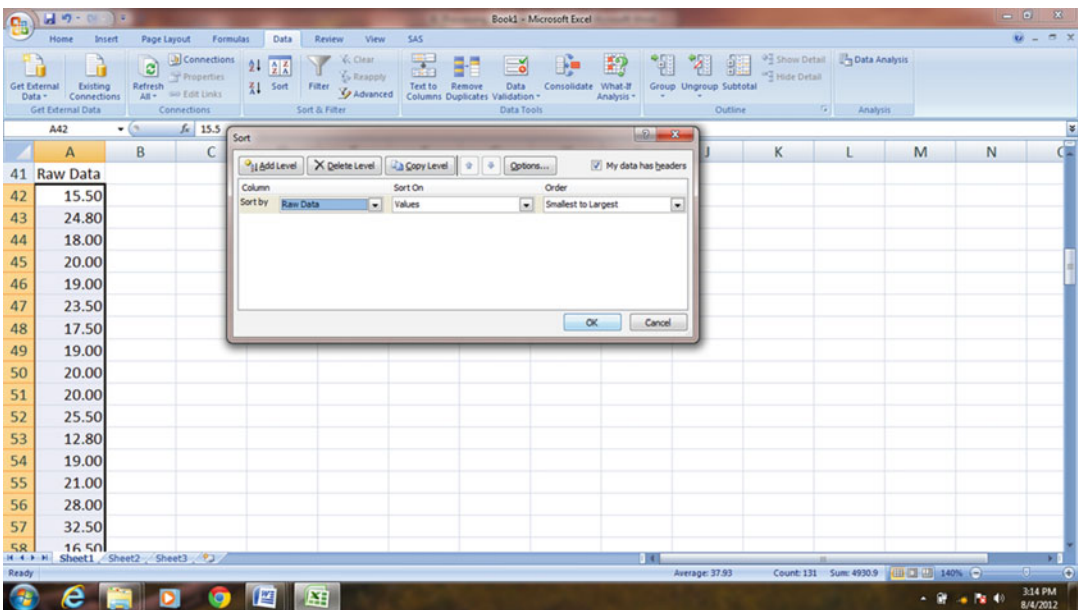 Book1 - Microsoft Excel
Home Insert Page Layout Formulas Data Review View SAS
Get External Data
Existing Connections
Refresh All
Connections
Properties
Edit Links
Sort
Filter
Clear
Reapply
Advanced
Text to Columns
Remove Duplicates
Data Validation
Consolidate
What-If Analysis
Group
Ungroup
Subtotal
Show Detail
Hide Detail
Data Analysis
Get External Data Connections Sort & Filter Data Tools Outline Analysis
A42 fx 15.5
Sort
Add Level Delete Level Copy Level Options... My data has headers
Column Sort On Order
Sort by Raw Data Values Smallest to Largest
OK Cancel
A B C J K L M N
41 Raw Data
42 15.50
43 24.80
44 18.00
45 20.00
46 19.00
47 23.50
48 17.50
49 19.00
50 20.00
51 20.00
52 25.50
53 12.80
54 19.00
55 21.00
56 28.00
57 32.50
58 16.50
Sheet1 Sheet2 Sheet3
Ready Average: 37.93 Count: 131 Sum: 4930.9 140%
3:14 PM
8/4/2012